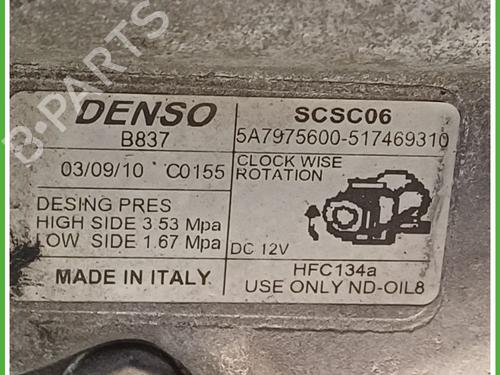 DENSO
B837
03/09/10 C0155
DESING PRES
HIGH SIDE 3.53 Mpa
LOW SIDE 1.67 Mpa
MADE IN ITALY
SCSC06
5A7975600-517469310
CLOCK WISE
ROTATION
DC 12V
HFC134a
USE ONLY ND-OIL8
B-PARTS